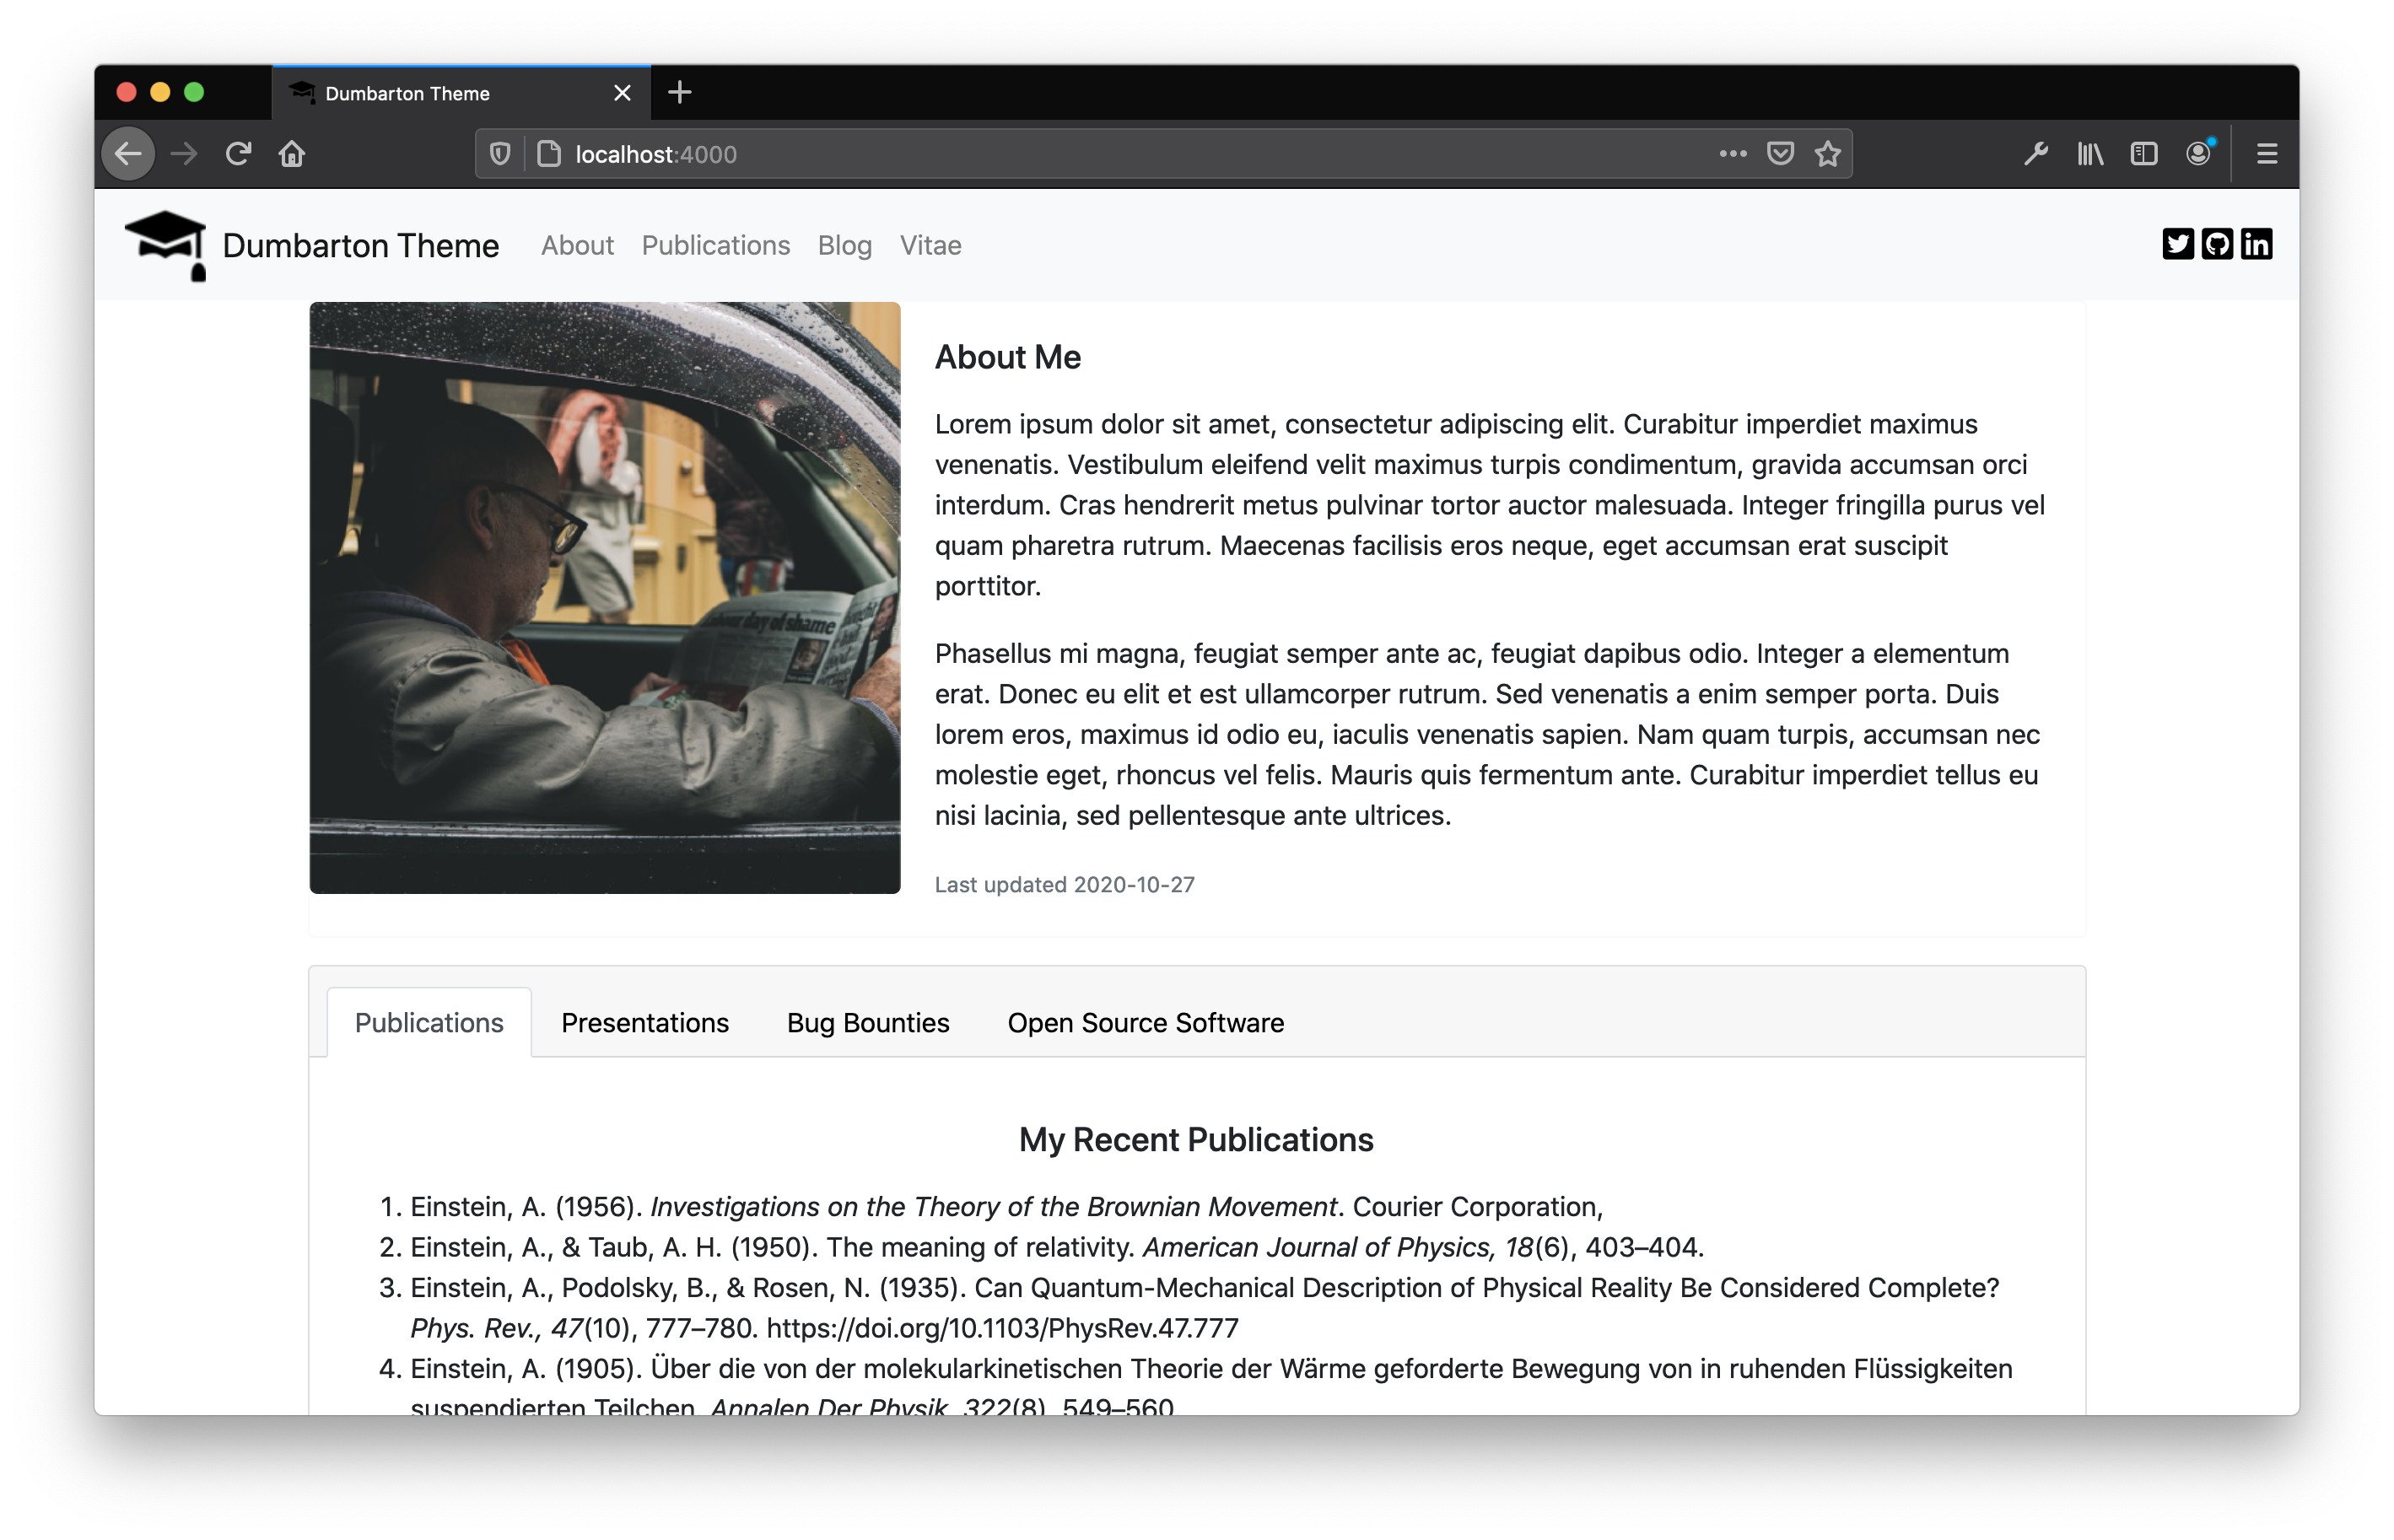 Dumbarton Theme
localhost:4000
Dumbarton Theme
About
Publications
Blog
Vitae
in
day of shame
About Me
Lorem ipsum dolor sit amet, consectetur adipiscing elit. Curabitur imperdiet maximus
venenatis. Vestibulum eleifend velit maximus turpis condimentum, gravida accumsan orci
interdum. Cras hendrerit metus pulvinar tortor auctor malesuada. Integer fringilla purus vel
quam pharetra rutrum. Maecenas facilisis eros neque, eget accumsan erat suscipit
porttitor.
Phasellus mi magna, feugiat semper ante ac, feugiat dapibus odio. Integer a elementum
erat. Donec eu elit et est ullamcorper rutrum. Sed venenatis a enim semper porta. Duis
lorem eros, maximus id odio eu, iaculis venenatis sapien. Nam quam turpis, accumsan nec
molestie eget, rhoncus vel felis. Mauris quis fermentum ante. Curabitur imperdiet tellus eu
nisi lacinia, sed pellentesque ante ultrices.
Last updated 2020-10-27
Publications
Presentations
Bug Bounties
Open Source Software
My Recent Publications
1. Einstein, A. (1956). Investigations on the Theory of the Brownian Movement. Courier Corporation,
2. Einstein, A., & Taub, A. H. (1950). The meaning of relativity. American Journal of Physics, 18(6), 403–404.
3. Einstein, A., Podolsky, B., & Rosen, N. (1935). Can Quantum-Mechanical Description of Physical Reality Be Considered Complete?
Phys. Rev., 47(10), 777–780. https://doi.org/10.1103/PhysRev.47.777
4. Einstein, A. (1905). Über die von der molekularkinetischen Theorie der Wärme geforderte Bewegung von in ruhenden Flüssigkeiten
suspendierten Teilchen. Annalen Der Physik, 322(8), 549–560.